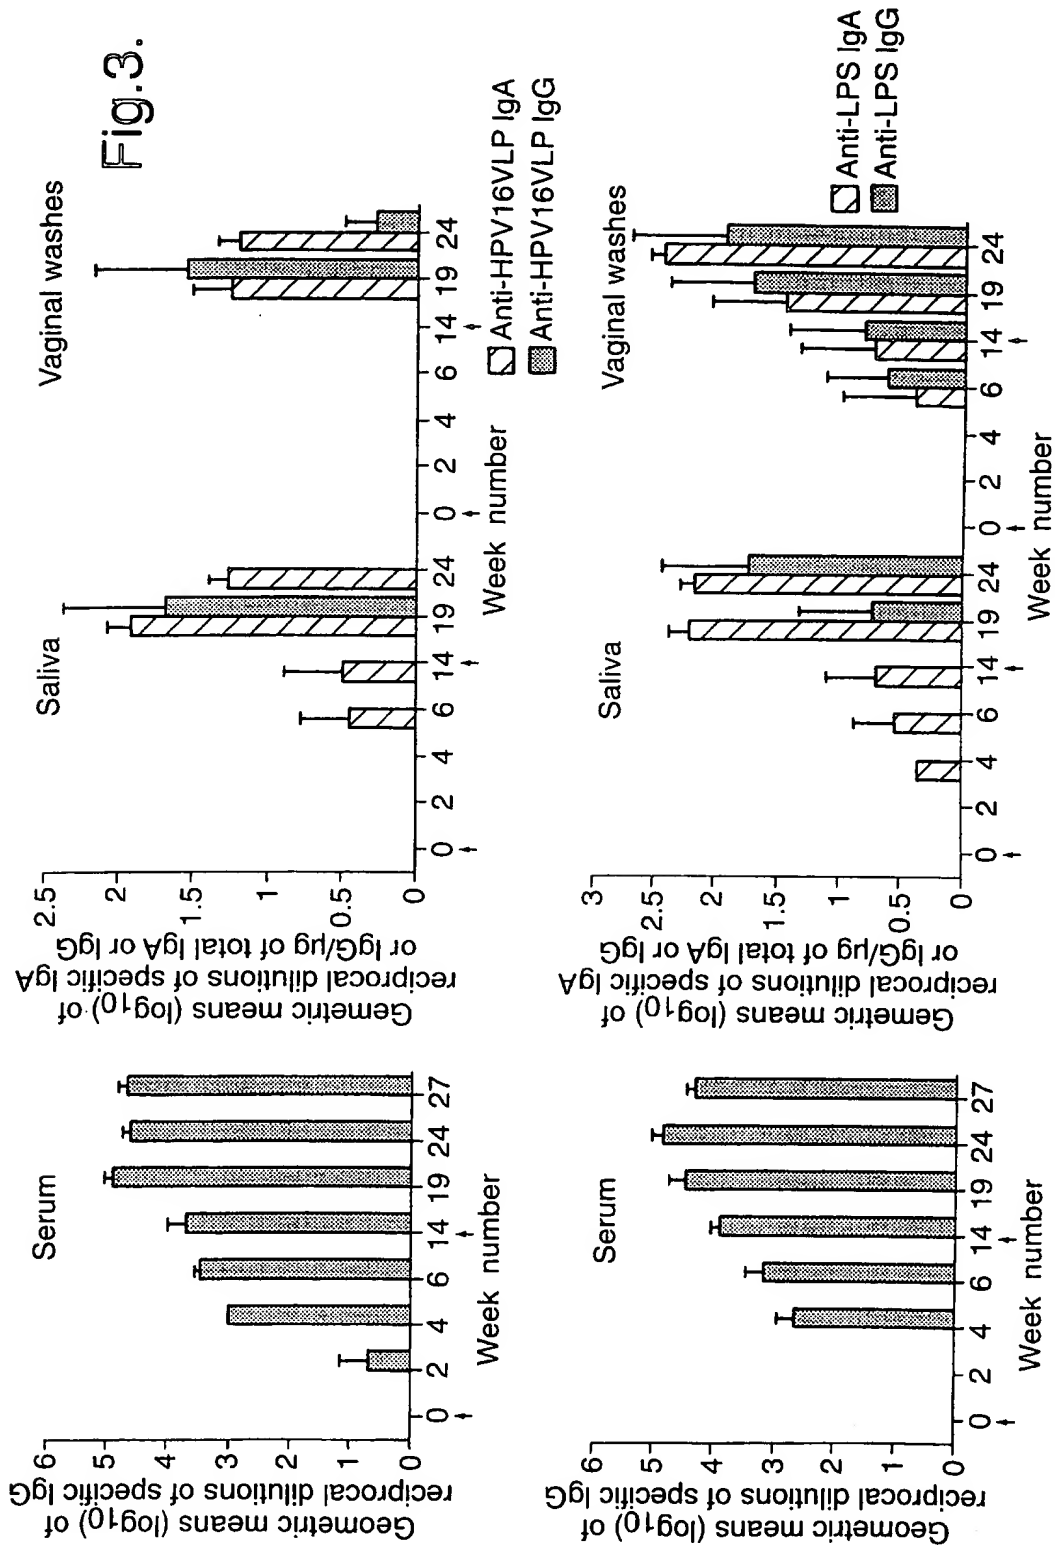 Fig.3.
Geometric means (log10) of
reciprocal dilutions of specific IgG
6
5
4
3
2
1
0
Serum
0 2 4 6 14 19 24 27
Week number
Gemetric means (log10) of
reciprocal dilutions of specific IgA
or IgG/µg of total IgA or IgG
2.5
2
1.5
1
0.5
0
Saliva
0 2 4 6 14 19 24
Vaginal washes
0 2 4 6 14 19 24
Week number
Anti-HPV16VLP IgA
Anti-HPV16VLP IgG
Geometric means (log10) of
reciprocal dilutions of specific IgG
6
5
4
3
2
1
0
Serum
0 2 4 6 14 19 24 27
Week number
Gemetric means (log10) of
reciprocal dilutions of specific IgA
or IgG/µg of total IgA or IgG
3
2.5
2
1.5
1
0.5
0
Saliva
0 2 4 6 14 19 24
Vaginal washes
0 2 4 6 14 19 24
Week number
Anti-LPS IgA
Anti-LPS IgG